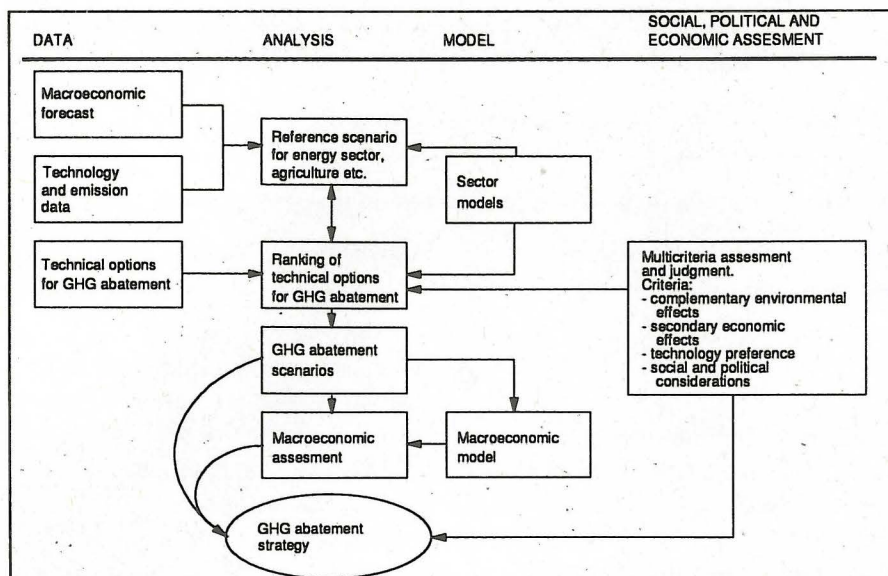 DATA
ANALYSIS
MODEL
SOCIAL, POLITICAL AND
ECONOMIC ASSESMENT
Macroeconomic
forecast
Technology
and emission
data
Technical options
for GHG abatement
Reference scenario
for energy sector,
agriculture etc.
Ranking of
technical options
for GHG abatement
GHG abatement
scenarios
Macroeconomic
assesment
GHG abatement
strategy
Sector
models
Macroeconomic
model
Multicriteria assesment
and judgment.
Criteria:
- complementary environmental
effects
- secondary economic
effects
- technology preference
- social and political
considerations